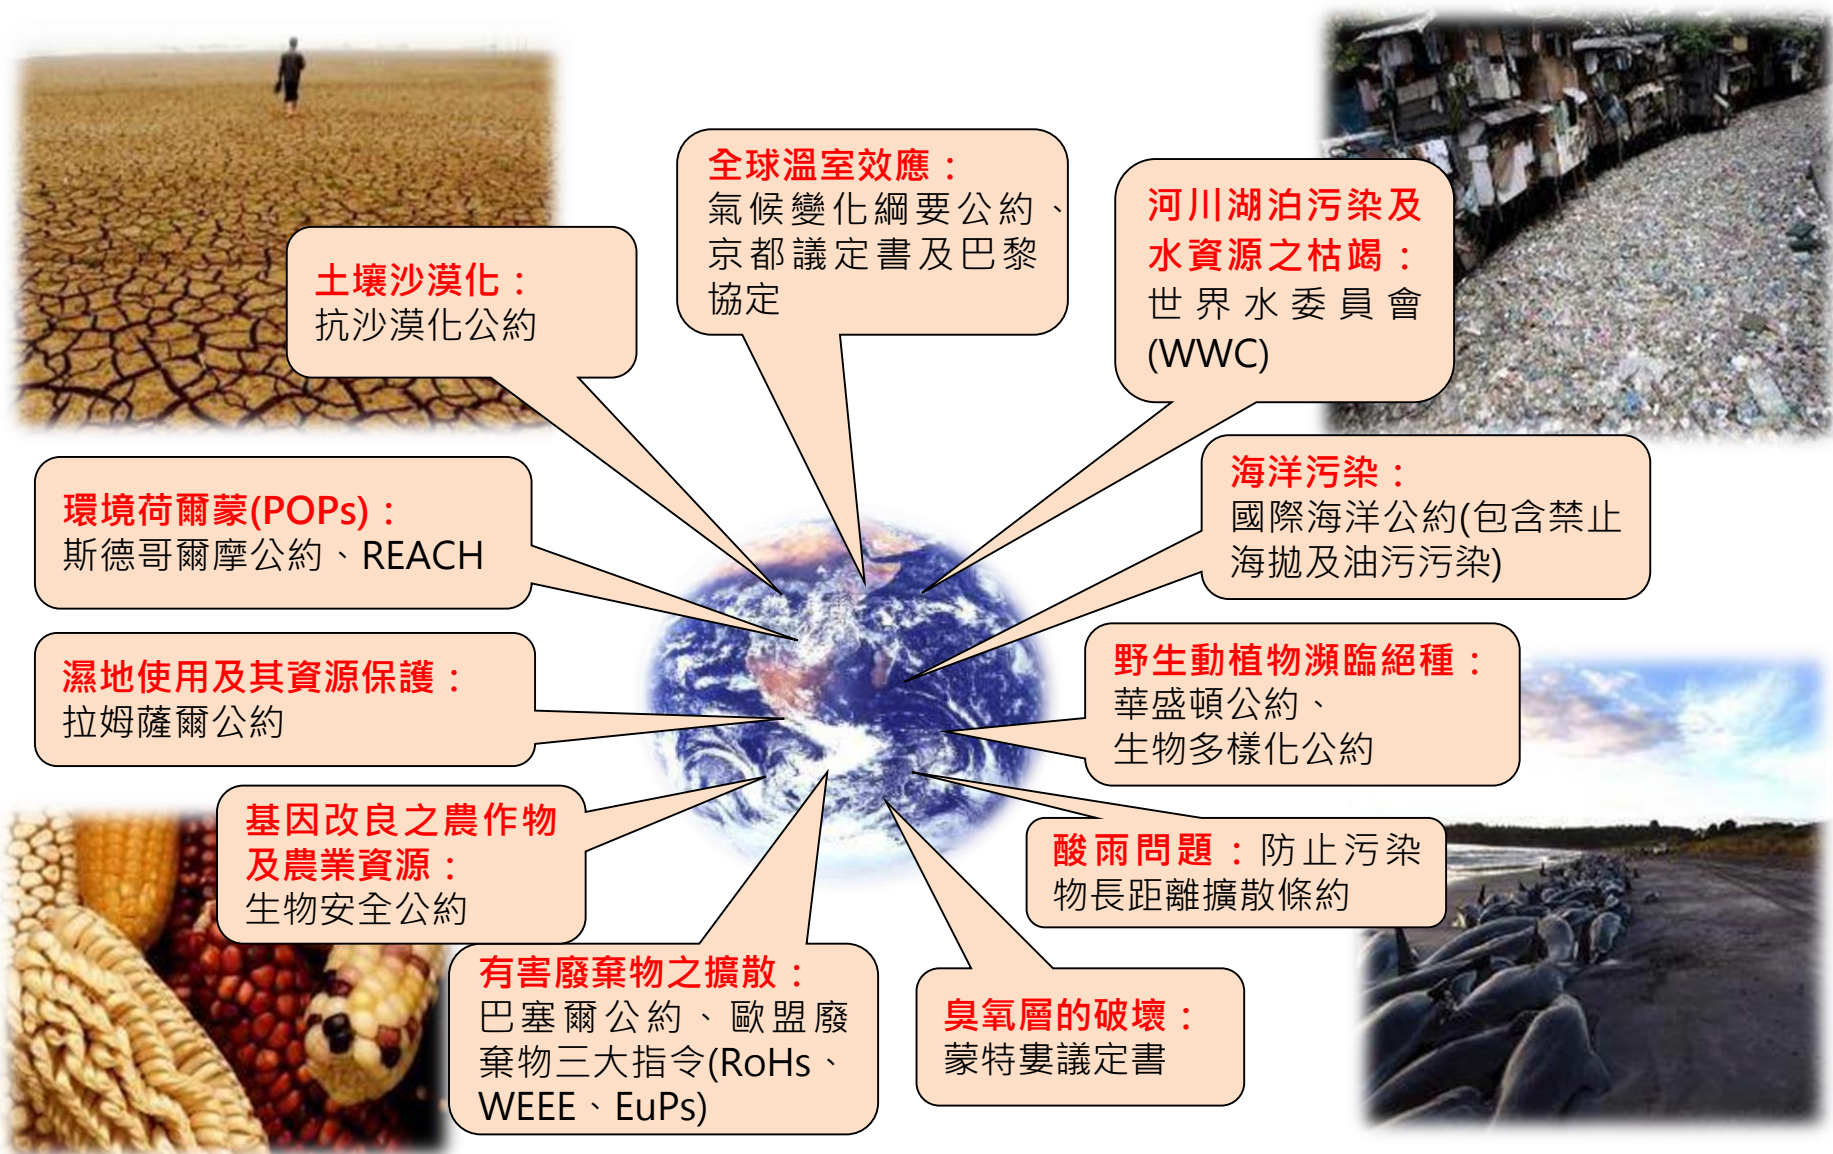 全球溫室效應：
氣候變化綱要公約、
京都議定書及巴黎
協定
河川湖泊污染及
水資源之枯竭：
世界水委員會
(WWC)
土壤沙漠化：
抗沙漠化公約
海洋污染：
國際海洋公約(包含禁止
海拋及油污污染)
環境荷爾蒙(POPs)：
斯德哥爾摩公約、REACH
野生動植物瀕臨絕種：
華盛頓公約、
生物多樣化公約
濕地使用及其資源保護：
拉姆薩爾公約
基因改良之農作物
及農業資源：
生物安全公約
酸雨問題：防止污染
物長距離擴散條約
有害廢棄物之擴散：
巴塞爾公約、歐盟廢
棄物三大指令(RoHs、
WEEE、EuPs)
臭氧層的破壞：
蒙特婁議定書